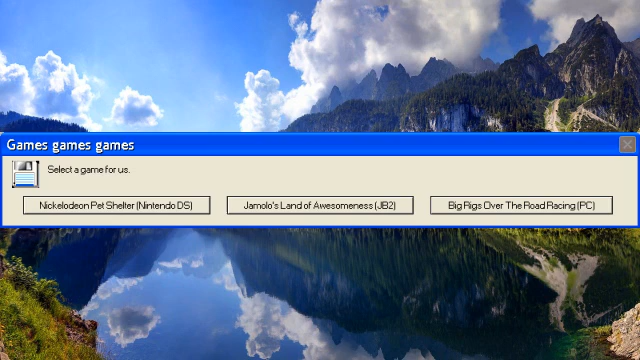 Games games games
Select a game for us.
Nickelodeon Pet Shelter (Nintendo DS)
Jamolo's Land of Awesomeness (JB2)
Big Rigs Over The Road Racing (PC)